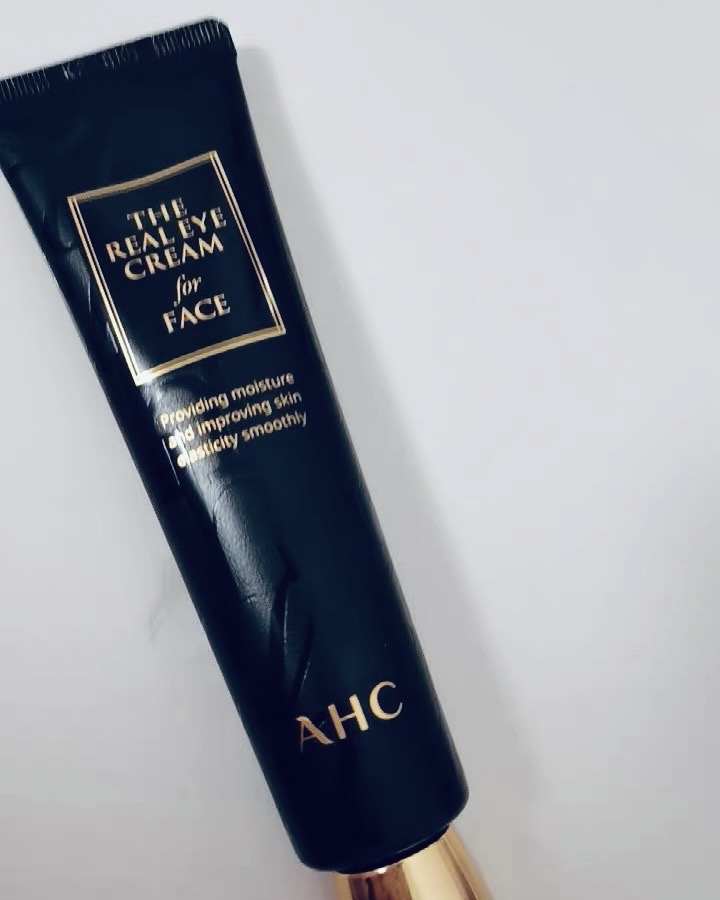 THE
REAL EYE
CREAM
for
FACE
Providing moisture
and improving skin
elasticity smoothly
AHC